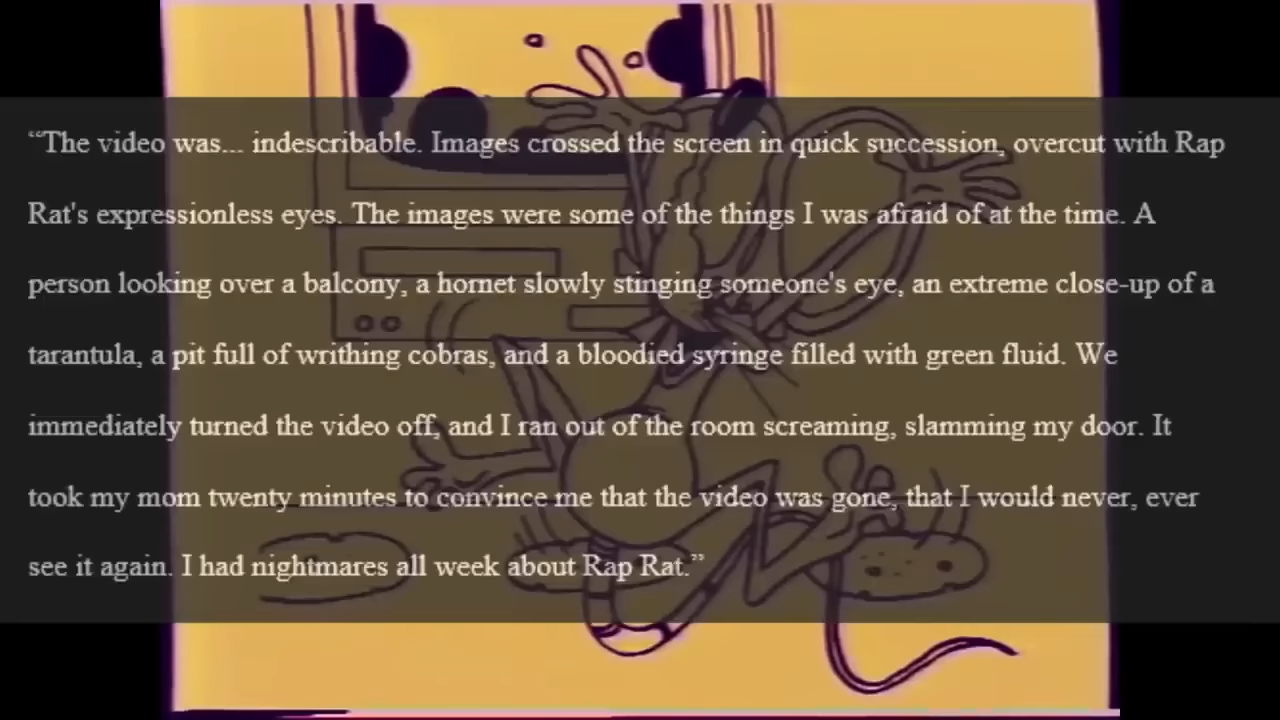 “The video was... indescribable. Images crossed the screen in quick succession, overcut with Rap
Rat's expressionless eyes. The images were some of the things I was afraid of at the time. A
person looking over a balcony, a hornet slowly stinging someone's eye, an extreme close-up of a
tarantula, a pit full of writhing cobras, and a bloodied syringe filled with green fluid. We
immediately turned the video off, and I ran out of the room screaming, slamming my door. It
took my mom twenty minutes to convince me that the video was gone, that I would never, ever
see it again. I had nightmares all week about Rap Rat.”